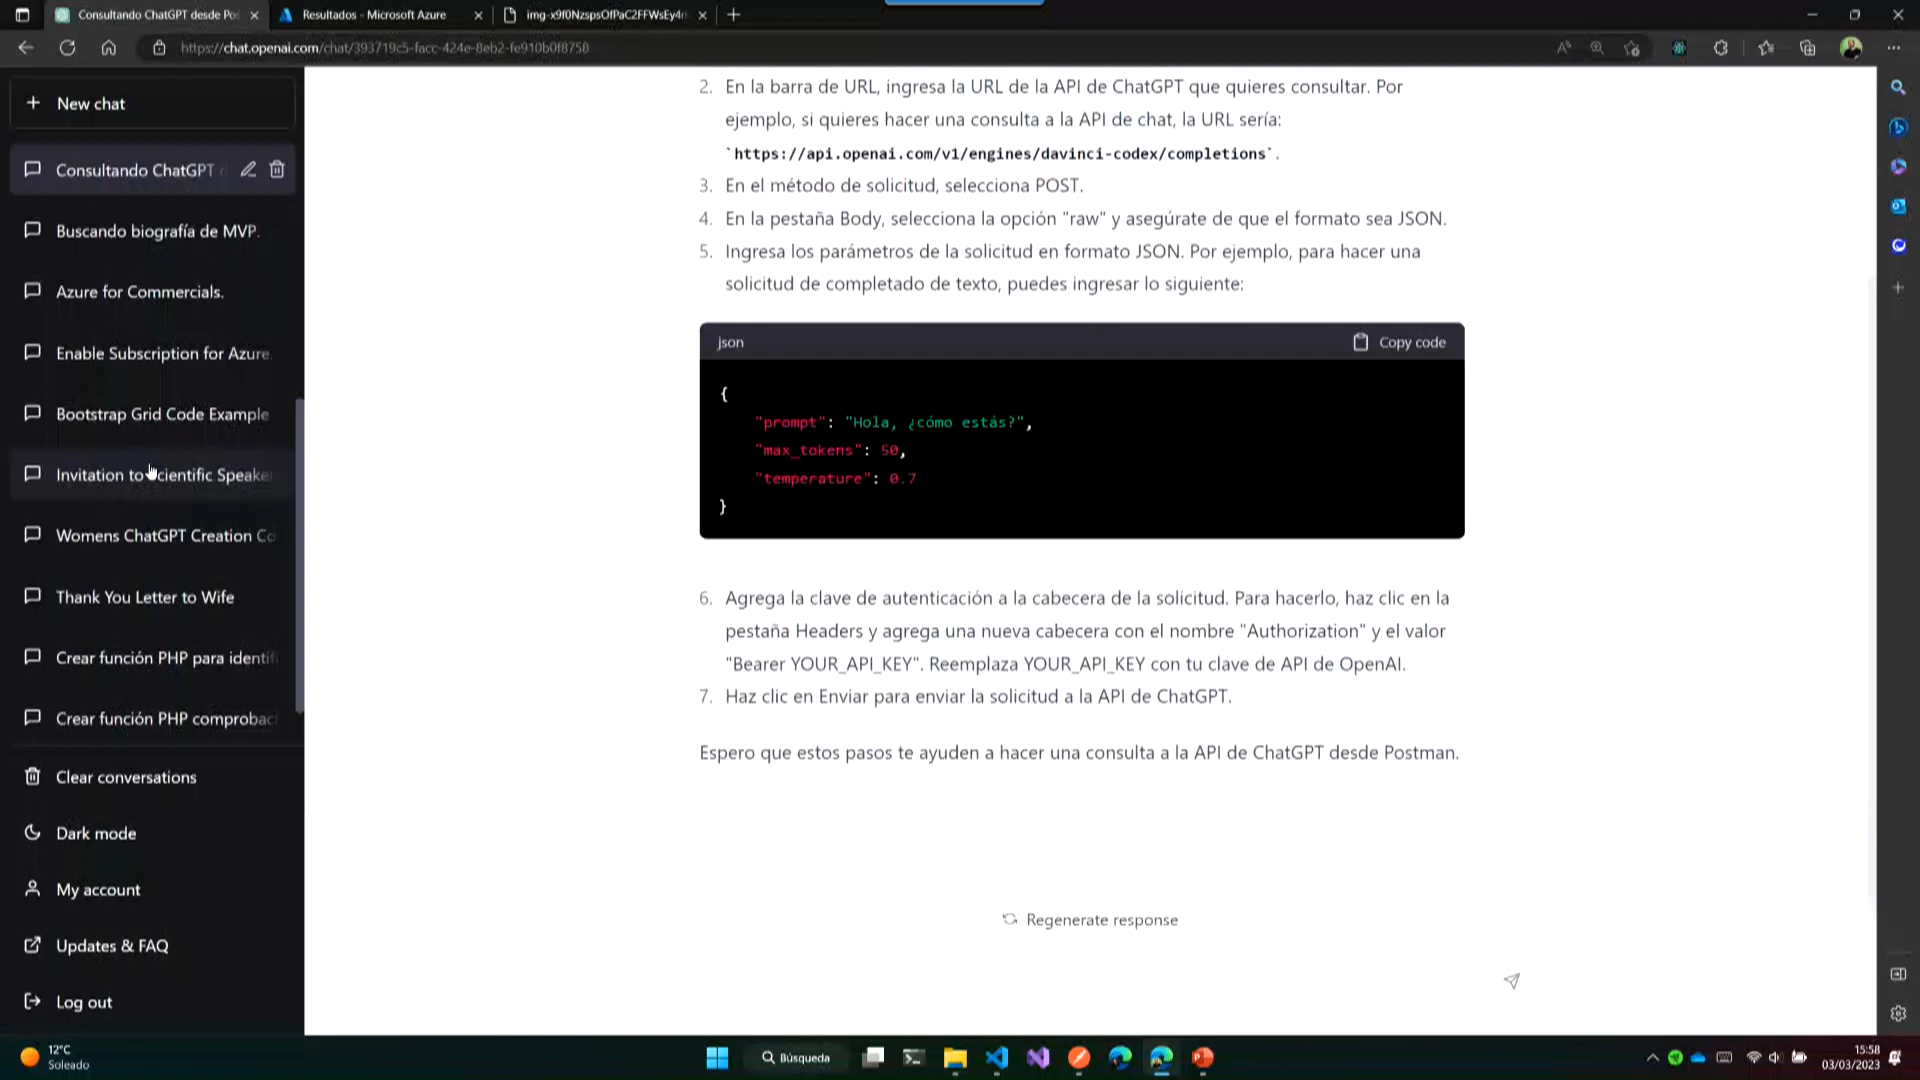 Consultando ChatGPT desde Po
Resultados - Microsoft Azure
https://chat.openai.com/chat/393719c5-facc-424e-8eb2-fe910b0f8758
New chat
Consultando ChatGPT
Buscando biografía de MVP.
Azure for Commercials.
Enable Subscription for Azure.
Bootstrap Grid Code Example
Invitation to Scientific Speake
Womens ChatGPT Creation Co
Thank You Letter to Wife
Crear función PHP para identifi
Crear función PHP comprobac
Clear conversations
Dark mode
My account
Updates & FAQ
Log out
2. En la barra de URL, ingresa la URL de la API de ChatGPT que quieres consultar. Por
ejemplo, si quieres hacer una consulta a la API de chat, la URL sería:
`https://api.openai.com/v1/engines/davinci-codex/completions`.
3. En el método de solicitud, selecciona POST.
4. En la pestaña Body, selecciona la opción "raw" y asegúrate de que el formato sea JSON.
5. Ingresa los parámetros de la solicitud en formato JSON. Por ejemplo, para hacer una
solicitud de completado de texto, puedes ingresar lo siguiente:
json
Copy code
{
"prompt": "Hola, ¿cómo estás?",
"max_tokens": 50,
"temperature": 0.7
}
6. Agrega la clave de autenticación a la cabecera de la solicitud. Para hacerlo, haz clic en la
pestaña Headers y agrega una nueva cabecera con el nombre "Authorization" y el valor
"Bearer YOUR_API_KEY". Reemplaza YOUR_API_KEY con tu clave de API de OpenAI.
7. Haz clic en Enviar para enviar la solicitud a la API de ChatGPT.
Espero que estos pasos te ayuden a hacer una consulta a la API de ChatGPT desde Postman.
Regenerate response
12°C
Soleado
Búsqueda
15:58
03/03/2023